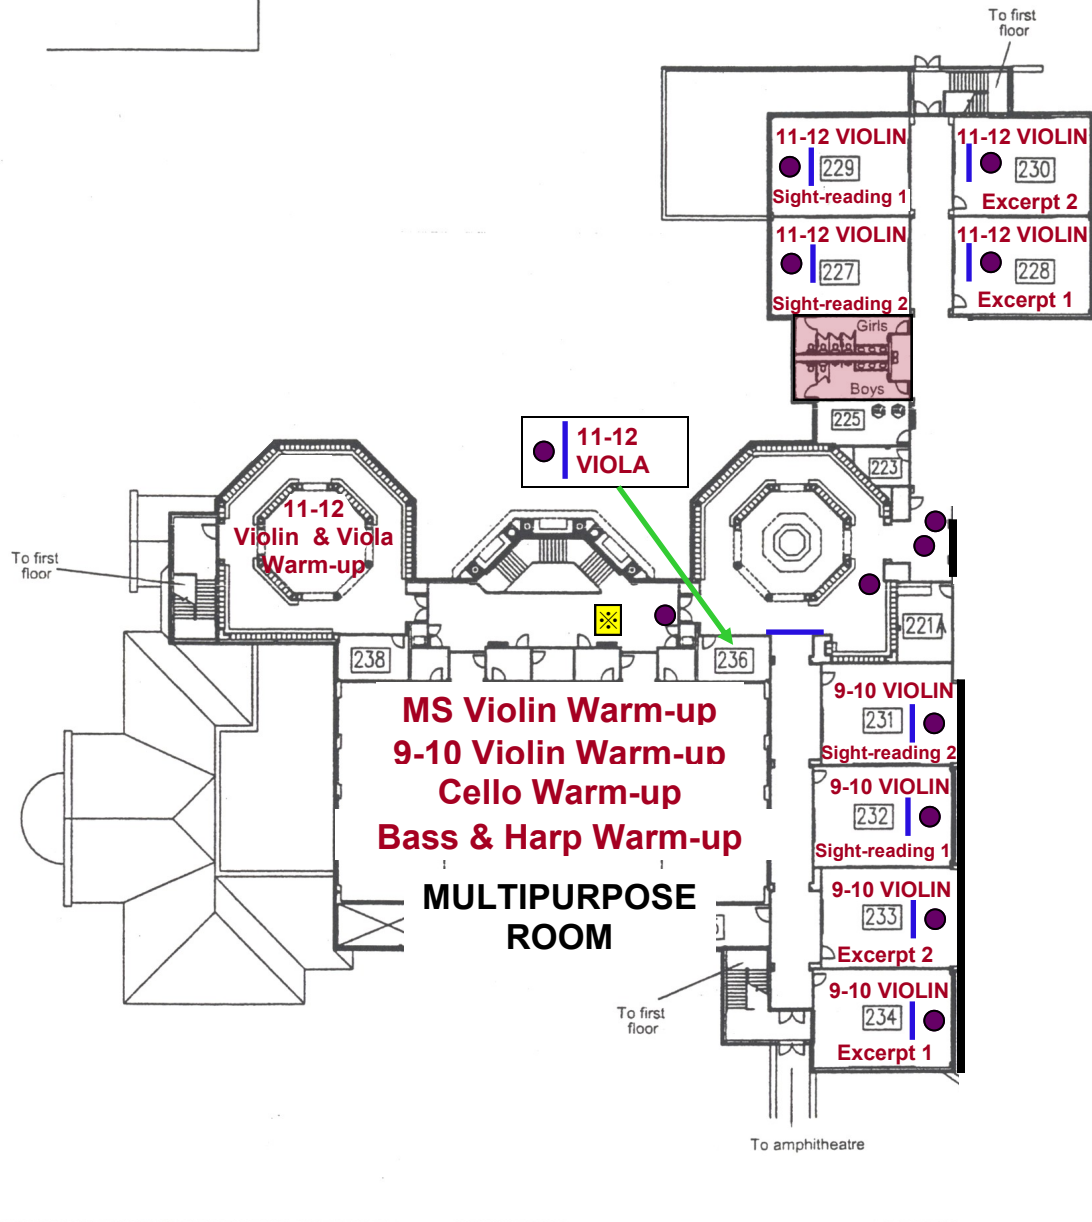 To first
floor
11-12 VIOLIN
229
Sight-reading 1
11-12 VIOLIN
230
Excerpt 2
11-12 VIOLIN
227
Sight-reading 2
11-12 VIOLIN
228
Excerpt 1
Girls
Boys
225
223
11-12
VIOLA
11-12
Violin & Viola
Warm-up
To first
floor
221A
238
236
MS Violin Warm-up
9-10 Violin Warm-up
Cello Warm-up
Bass & Harp Warm-up
MULTIPURPOSE
ROOM
9-10 VIOLIN
231
Sight-reading 2
9-10 VIOLIN
232
Sight-reading 1
9-10 VIOLIN
233
Excerpt 2
9-10 VIOLIN
234
Excerpt 1
To first
floor
To amphitheatre